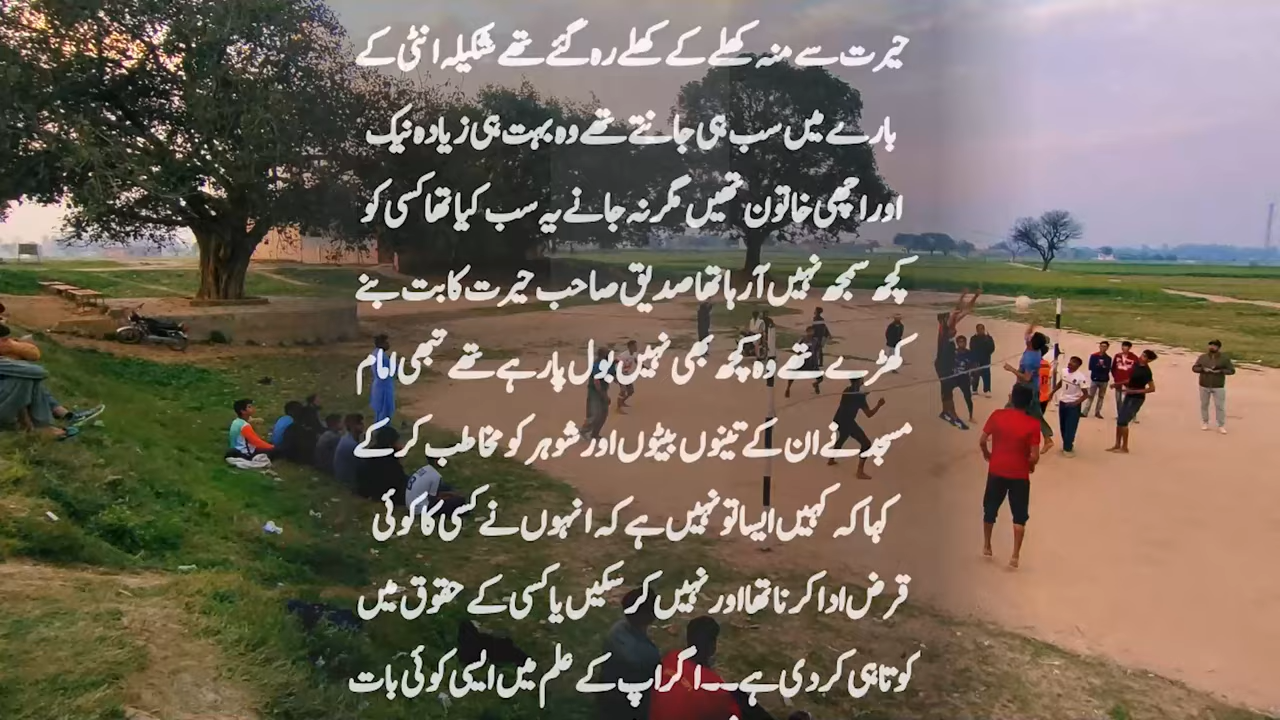 حیرت سے منہ کھلے کے کھلے رہ گئے تھے شکیلہ انٹی کے
بارے میں سب ہی جانتے تھے وہ بہت ہی زیادہ نیک
اور اچھی خاتون تھیں مگر نہ جانے یہ سب کیا تھا کسی کو
کچھ سمجھ نہیں آرہا تھا صدیق صاحب حیرت کا بت بنے
کھڑے تھے وہ کچھ بھی نہیں بول پارہے تھے تبھی امام
مسجد نے ان کے تینوں بیٹوں اور شوہر کو مخاطب کر کے
کہا کہ کہیں ایسا تو نہیں ہے کہ انہوں نے کسی کا کوئی
قرض ادا کرنا تھا اور نہیں کر سکیں یا کسی کے حقوق میں
کوتاہی کر دی ہے۔۔ اگر اپ کے علم میں ایسی کوئی بات